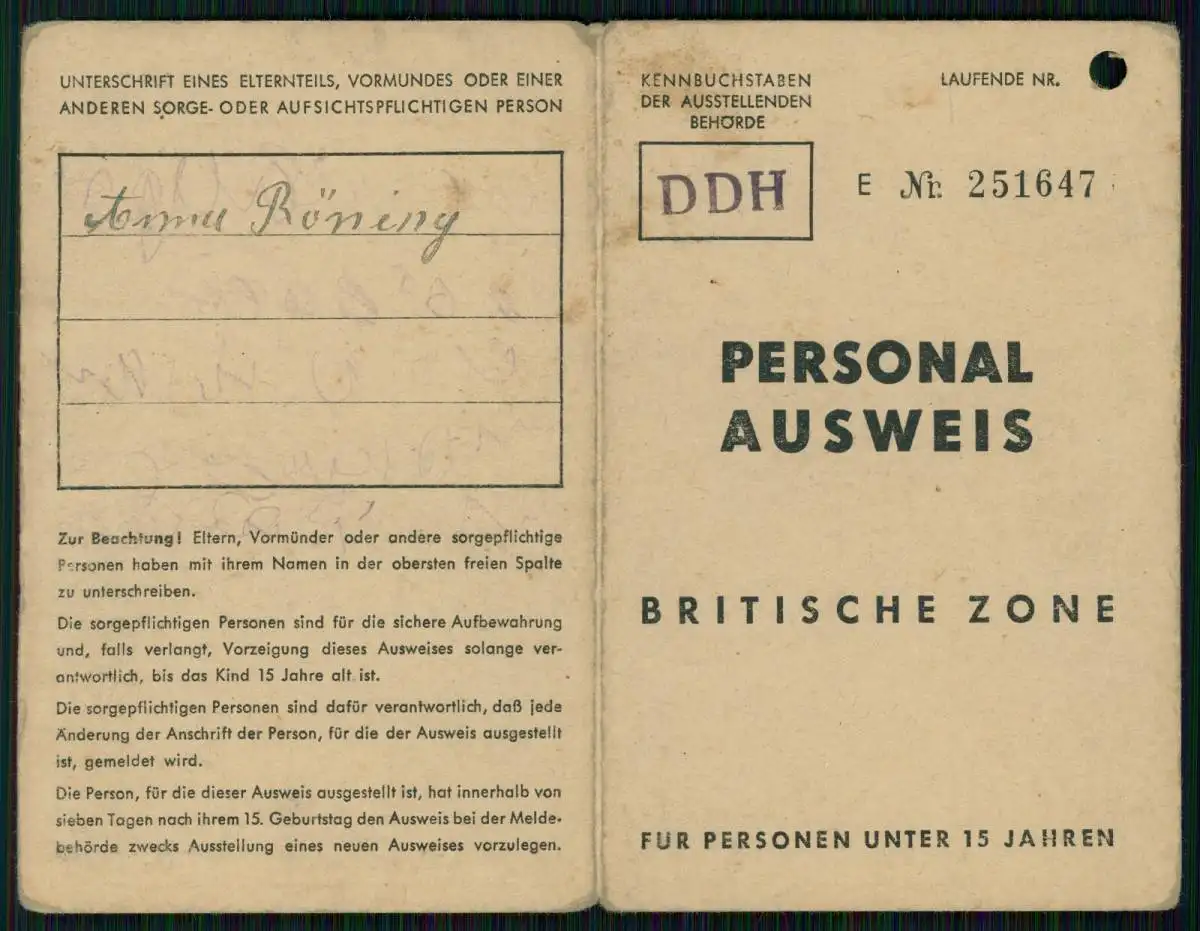 UNTERSCHRIFT EINES ELTERNTEILS, VORMUNDES ODER EINER
ANDEREN SORGE- ODER AUFSICHTSPFLICHTIGEN PERSON
Anna Röning
Zur Beachtung! Eltern, Vormünder oder andere sorgepflichtige
Personen haben mit ihrem Namen in der obersten freien Spalte
zu unterschreiben.
Die sorgepflichtigen Personen sind für die sichere Aufbewahrung
und, falls verlangt, Vorzeigung dieses Ausweises solange ver-
antwortlich, bis das Kind 15 Jahre alt ist.
Die sorgepflichtigen Personen sind dafür verantwortlich, daß jede
Änderung der Anschrift der Person, für die der Ausweis ausgestellt
ist, gemeldet wird.
Die Person, für die dieser Ausweis ausgestellt ist, hat innerhalb von
sieben Tagen nach ihrem 15. Geburtstag den Ausweis bei der Melde-
behörde zwecks Ausstellung eines neuen Ausweises vorzulegen.
KENNBUCHSTABEN
DER AUSSTELLENDEN
BEHÖRDE
LAUFENDE NR.
DDH
E Nr. 251647
PERSONAL
AUSWEIS
BRITISCHE ZONE
FÜR PERSONEN UNTER 15 JAHREN